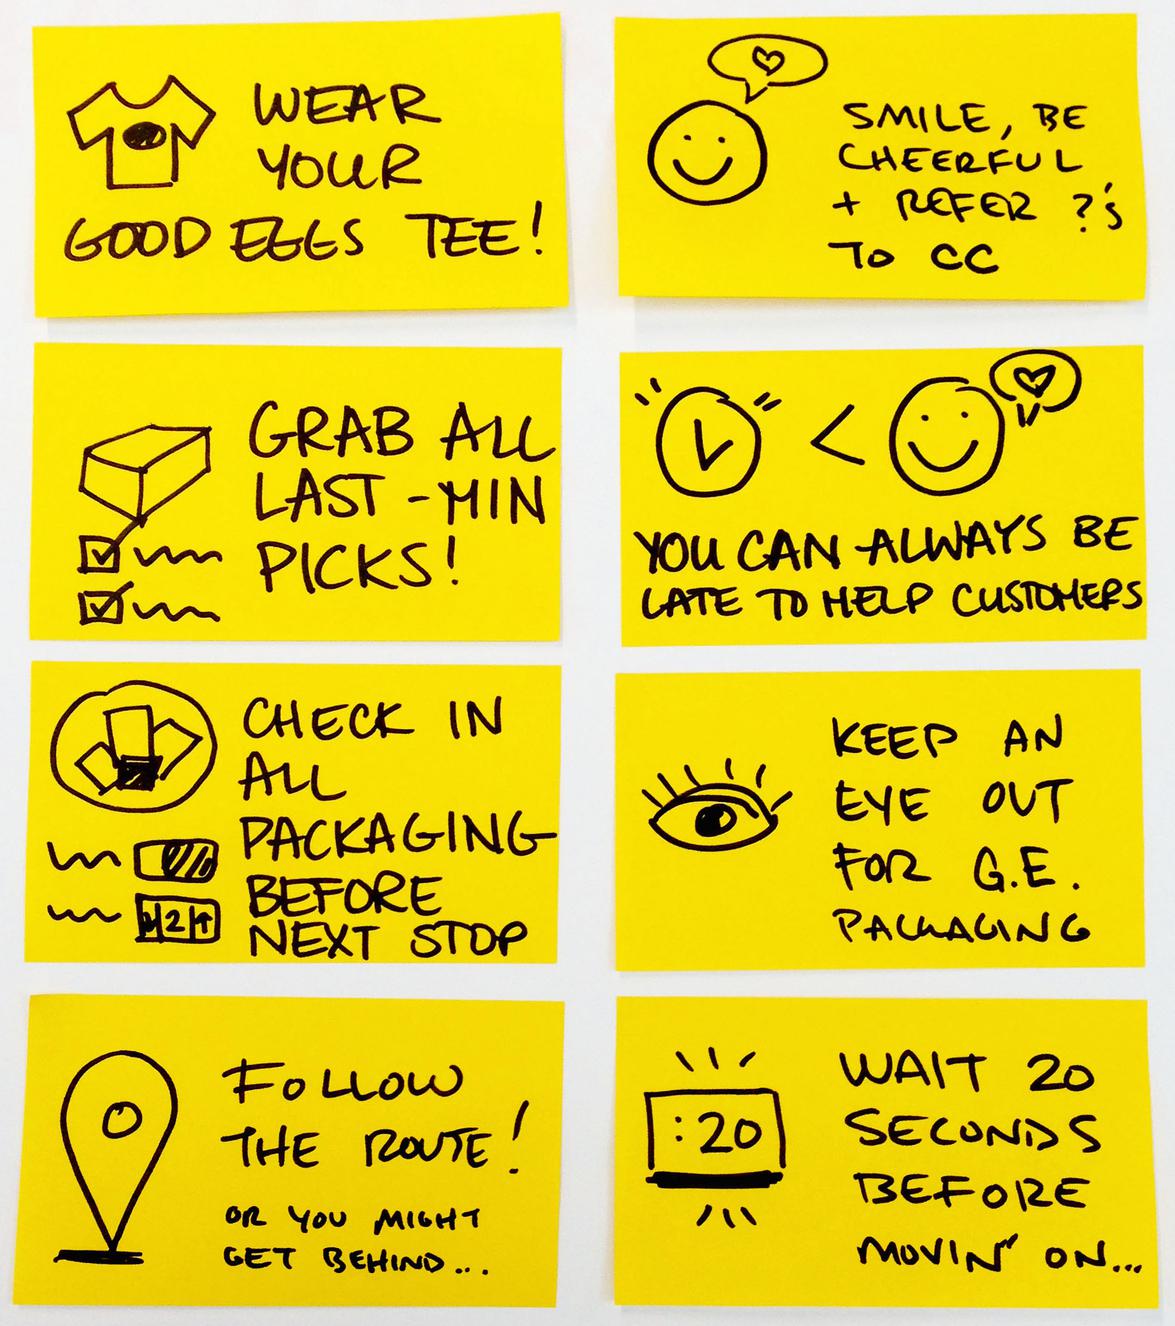 WEAR
YOUR
GOOD EGGS TEE!
SMILE, BE
CHEERFUL
+ REFER ?'s
TO CC
GRAB ALL
LAST-MIN
PICKS!
YOU CAN ALWAYS BE
LATE TO HELP CUSTOMERS
CHECK IN
ALL
PACKAGING
BEFORE
NEXT STOP
2
KEEP AN
EYE OUT
FOR G.E.
PACKAGING
FOLLOW
THE ROUTE!
OR YOU MIGHT
GET BEHIND...
:20
WAIT 20
SECONDS
BEFORE
MOVIN' ON...